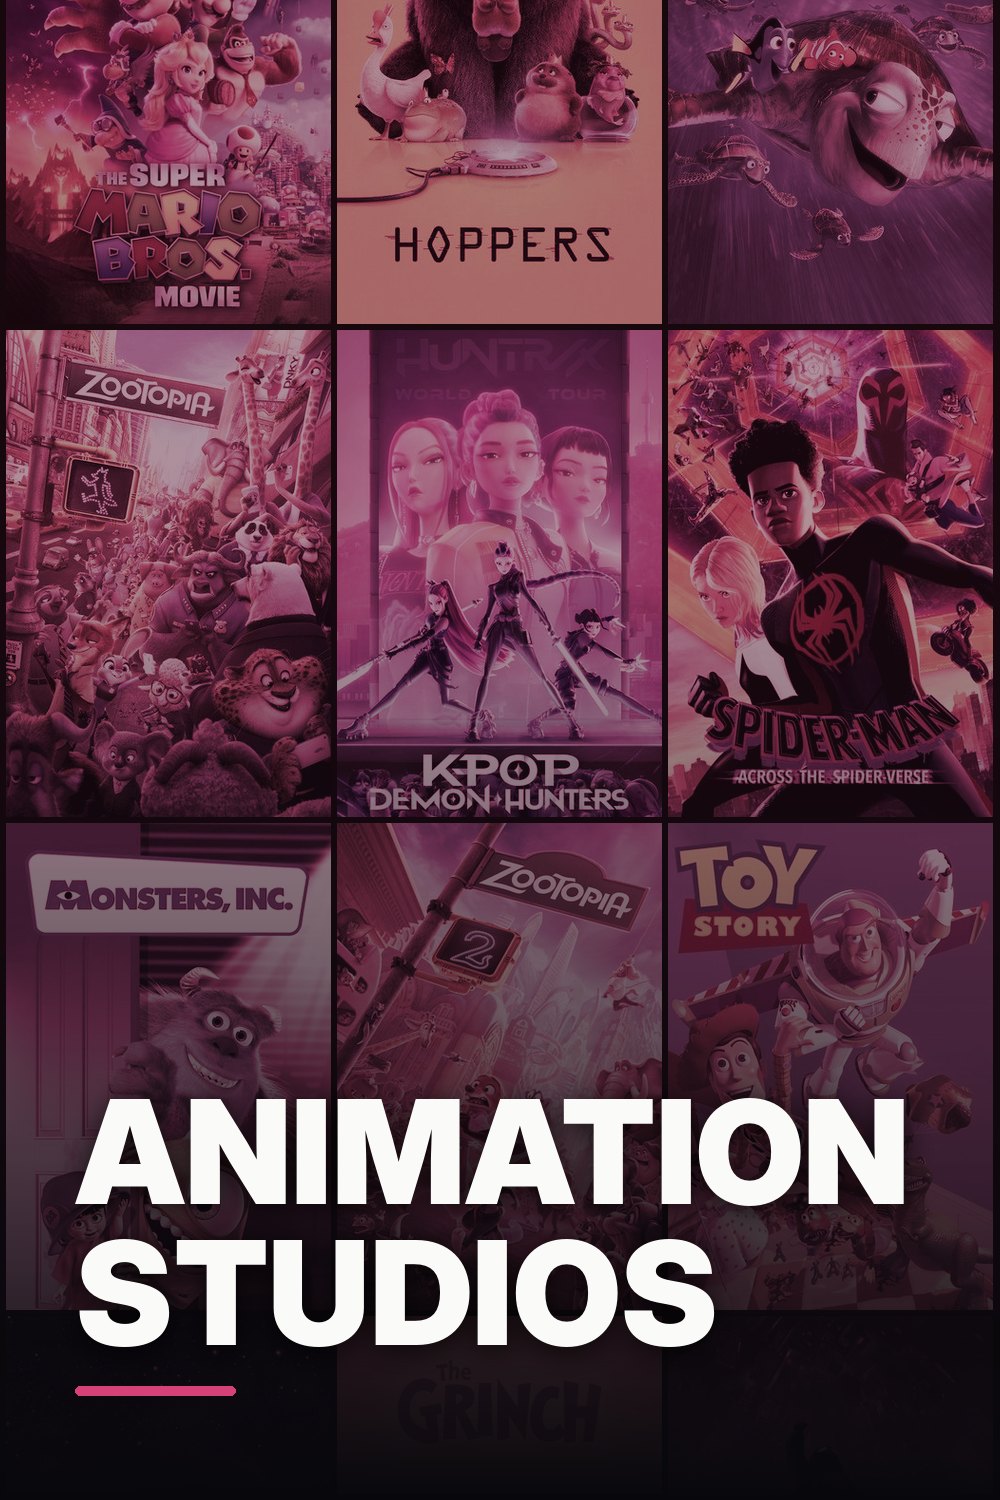 THE SUPER
MARIO
BROS.
MOVIE
HOPPERS
ZOOTOPIA
HUNTR/X
WORLD TOUR
KPOP
DEMON HUNTERS
SPIDER-MAN
ACROSS THE SPIDER-VERSE
MONSTERS, INC.
ZOOTOPIA
2
TOY
STORY
ANIMATION
STUDIOS
The
GRINCH